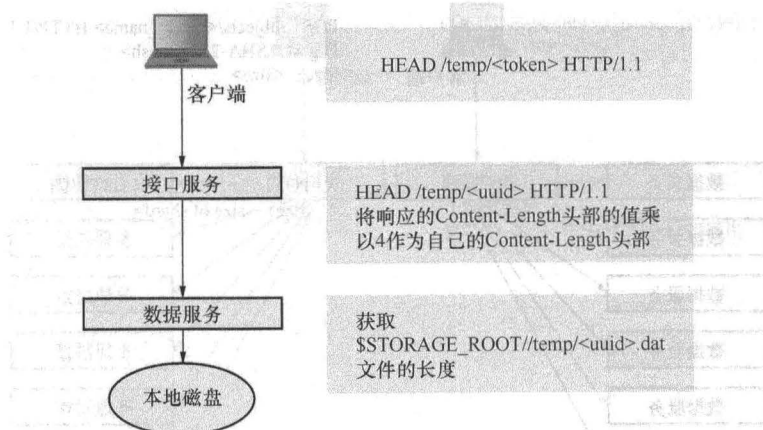 HEAD /temp/<token> HTTP/1.1
客户端
接口服务
HEAD /temp/<uuid> HTTP/1.1
将响应的Content-Length头部的值乘
以4作为自己的Content-Length头部
数据服务
获取
$STORAGE_ROOT//temp/<uuid>.dat
文件的长度
本地磁盘